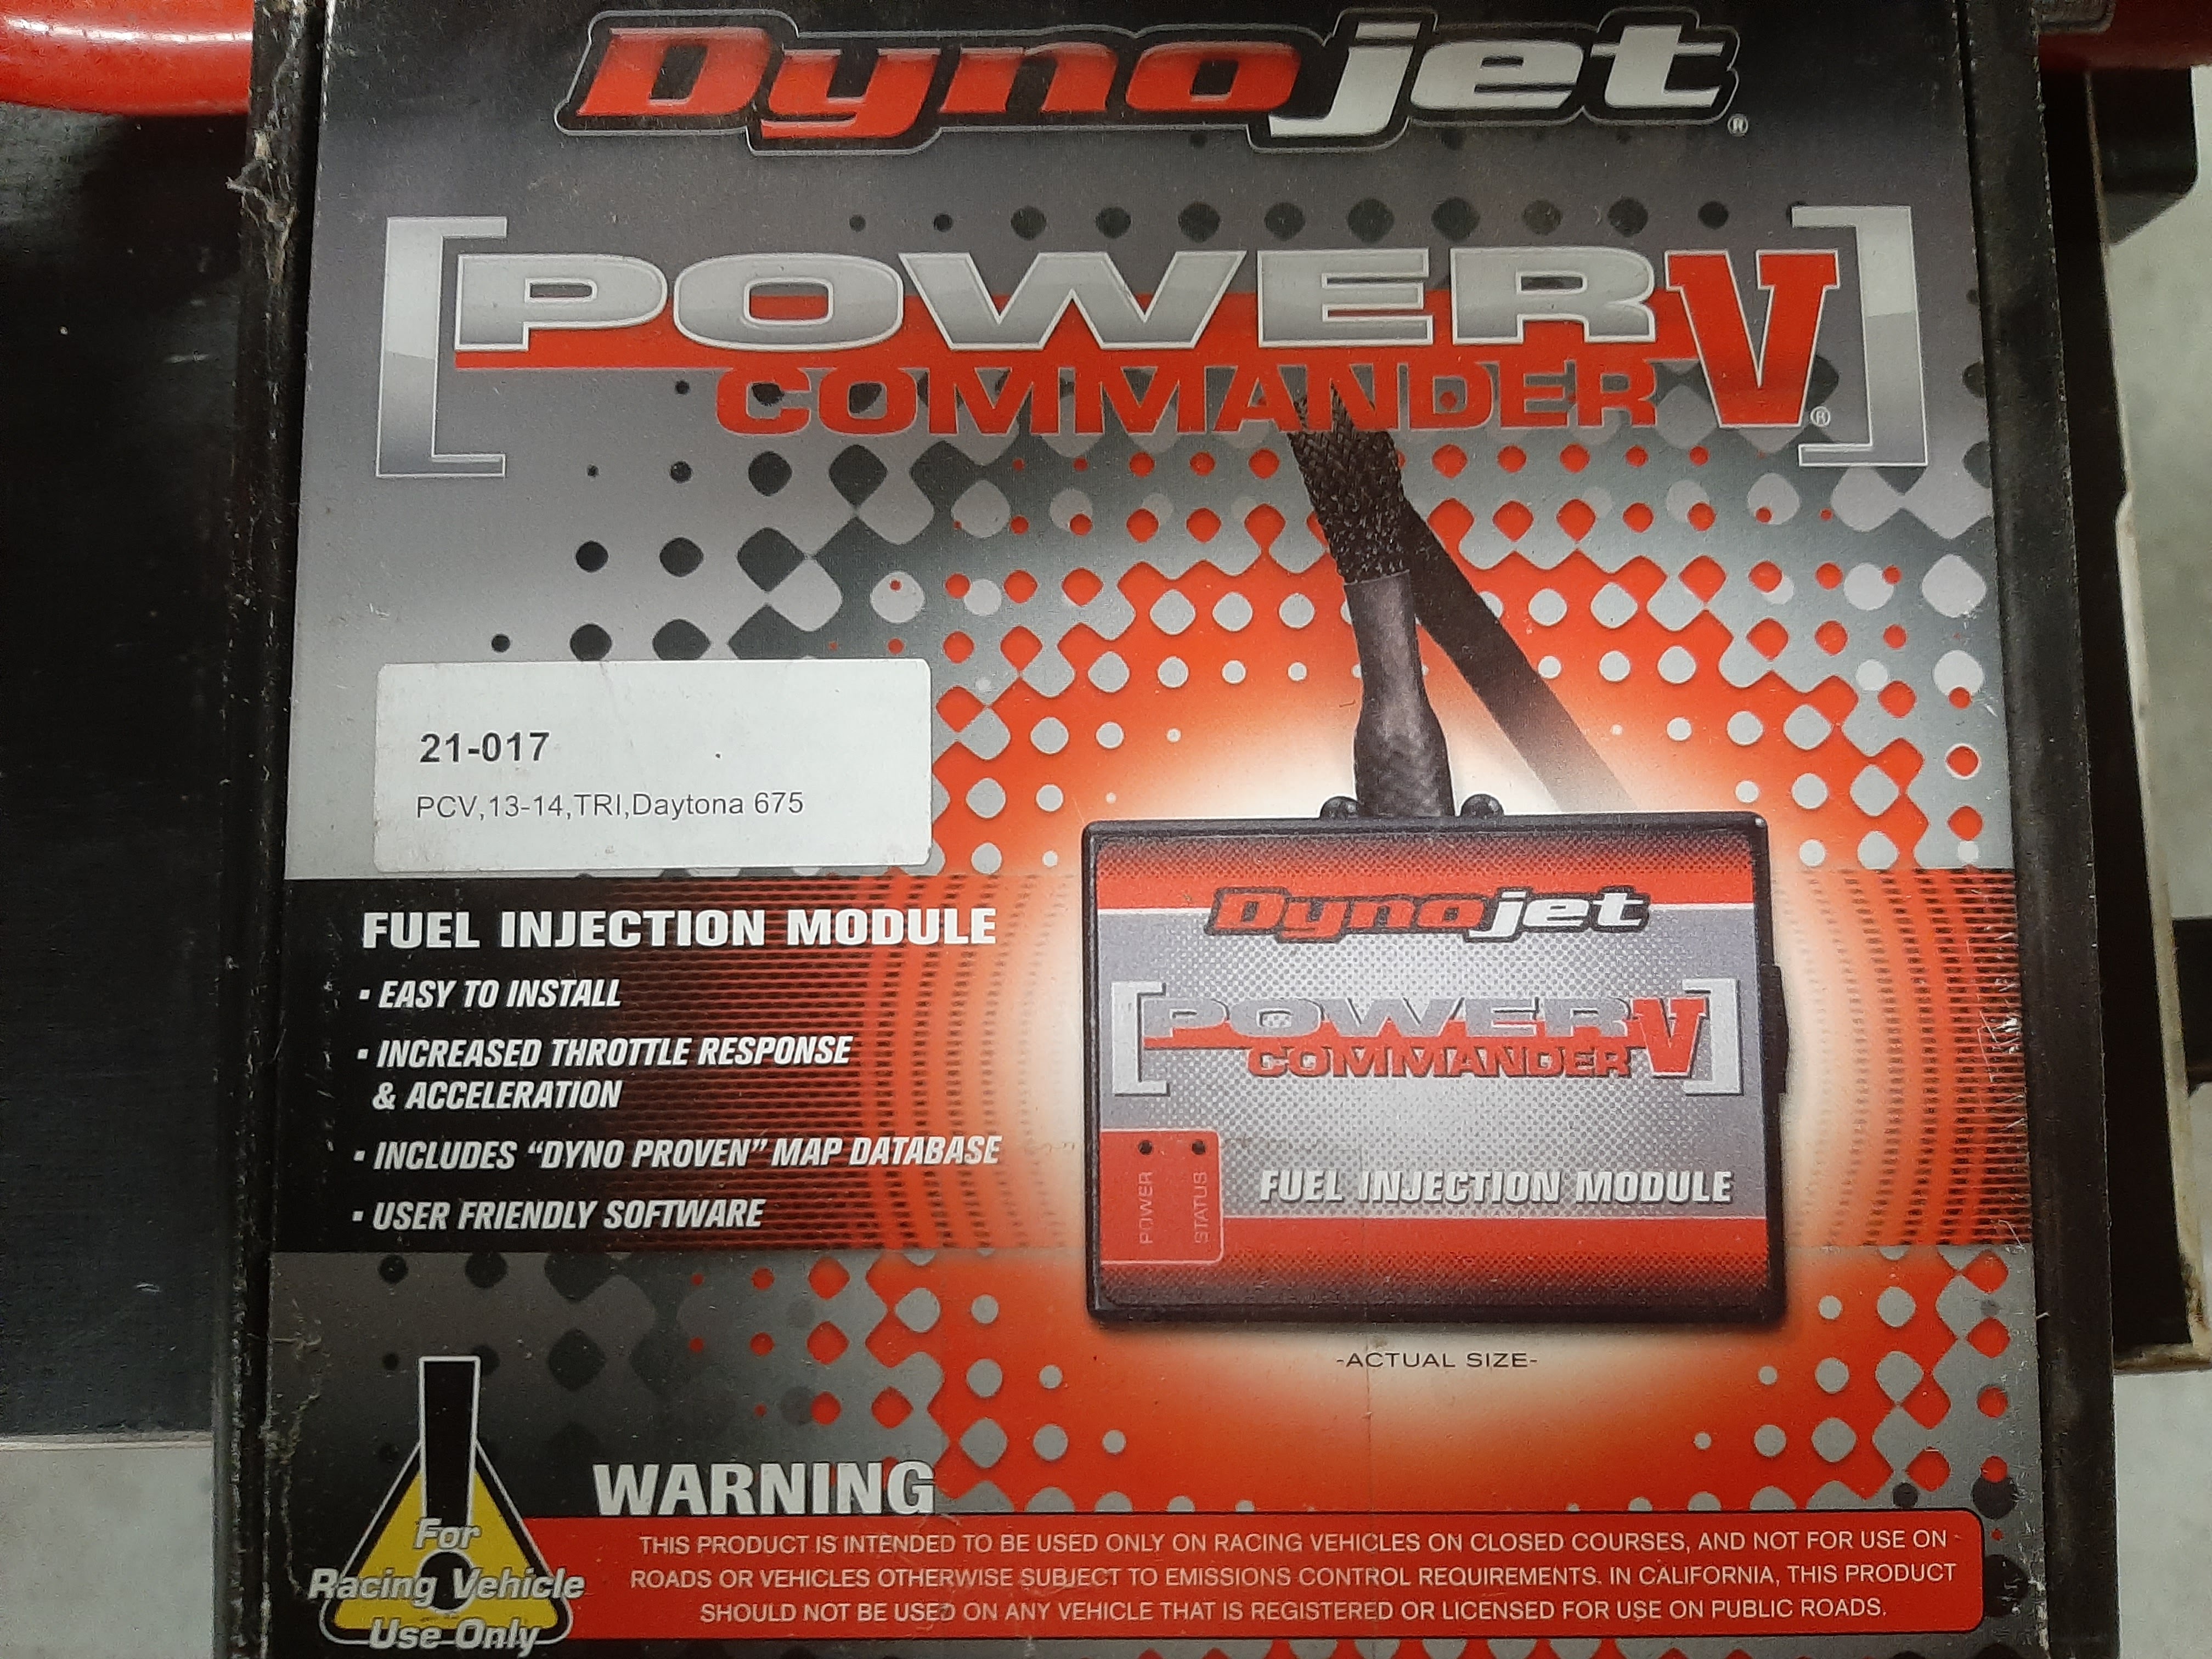 Dynojet®
[POWER V]
COMMANDER ®
21-017
PCV,13-14,TRI,Daytona 675
FUEL INJECTION MODULE
· EASY TO INSTALL
· INCREASED THROTTLE RESPONSE
& ACCELERATION
· INCLUDES “DYNO PROVEN” MAP DATABASE
· USER FRIENDLY SOFTWARE
Dynojet
[POWER V]
COMMANDER
POWER
STATUS
FUEL INJECTION MODULE
-ACTUAL SIZE-
For
Racing Vehicle
Use Only
WARNING
THIS PRODUCT IS INTENDED TO BE USED ONLY ON RACING VEHICLES ON CLOSED COURSES, AND NOT FOR USE ON
ROADS OR VEHICLES OTHERWISE SUBJECT TO EMISSIONS CONTROL REQUIREMENTS. IN CALIFORNIA, THIS PRODUCT
SHOULD NOT BE USED ON ANY VEHICLE THAT IS REGISTERED OR LICENSED FOR USE ON PUBLIC ROADS.